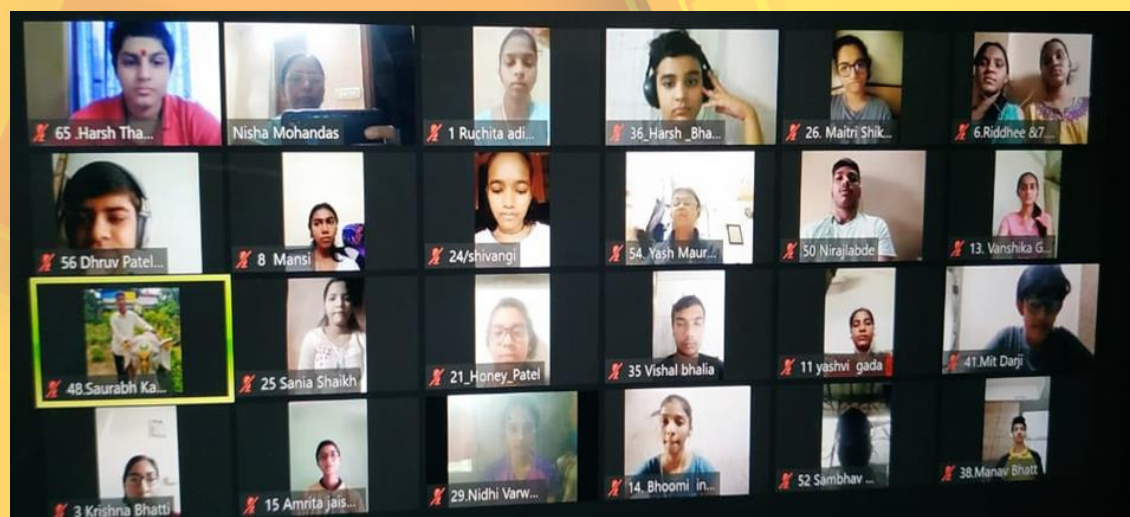 65 .Harsh Tha...
Nisha Mohandas
1 Ruchita adi...
36_Harsh _Bha...
26. Maitri Shik...
6.Riddhee &7....
56 Dhruv Patel...
8 Mansi
24/shivangi
54. Yash Maur...
50 Nirajlabde
13. Vanshika G...
48.Saurabh Ka...
25 Sania Shaikh
21_Honey_Patel
35 Vishal bhalia
11 yashvi gada
41.Mit Darji
3 Krishna Bhatti
15 Amrita jais...
29.Nidhi Varw...
14. Bhoomi in...
52 Sambhav ...
38.Manav Bhatt